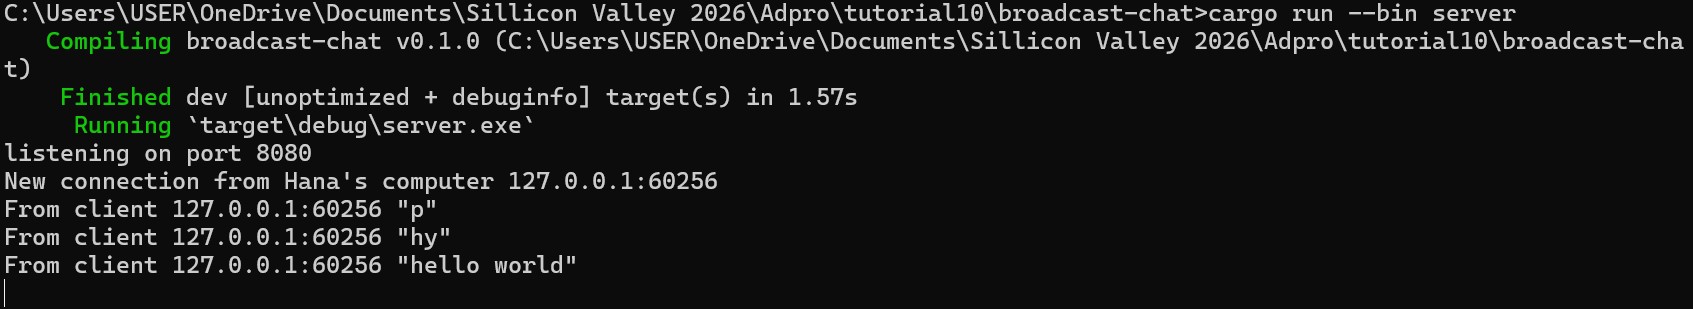 C:\Users\USER\OneDrive\Documents\Sillicon Valley 2026\Adpro\tutorial10\broadcast-chat>cargo run --bin server
   Compiling broadcast-chat v0.1.0 (C:\Users\USER\OneDrive\Documents\Sillicon Valley 2026\Adpro\tutorial10\broadcast-cha
t)
    Finished dev [unoptimized + debuginfo] target(s) in 1.57s
     Running `target\debug\server.exe`
listening on port 8080
New connection from Hana's computer 127.0.0.1:60256
From client 127.0.0.1:60256 "p"
From client 127.0.0.1:60256 "hy"
From client 127.0.0.1:60256 "hello world"